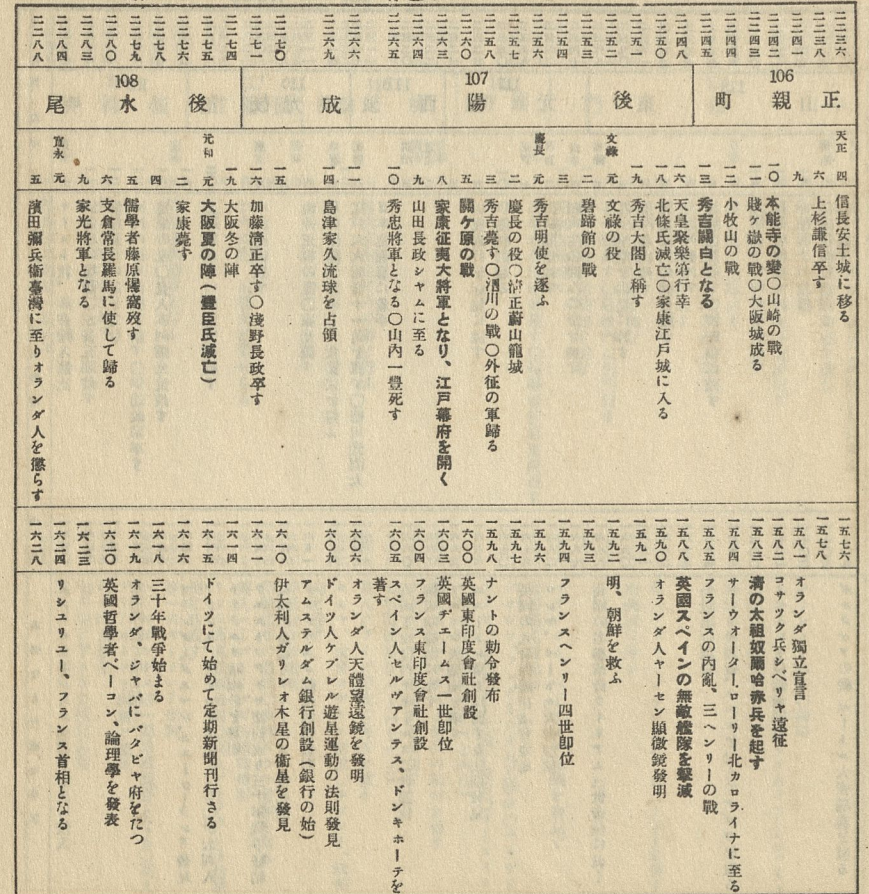 二二三六
二二三八
二二四一
二二四二
二二四三
二二四四
二二四五
二二四八
二二五〇
二二五一
二二五二
二二五三
二二五四
二二五六
二二五七
二二五八
二二六〇
二二六三
二二六四
二二六五
二二六六
二二六九
二二七〇
二二七一
二二七四
二二七五
二二七六
二二七八
二二七九
二二八〇
二二八三
二二八四
二二八八
106
正親町
107
後陽成
108
後水尾
天正 四 信長安土城に移る
六 上杉謙信卒す
九
一〇 本能寺の變〇山崎の戰
一一 賤ケ嶽の戰〇大阪城成る
一二 小牧山の戰
一三 秀吉關白となる
一六 天皇聚樂第行幸
一八 北條氏滅亡〇家康江戸城に入る
一九 秀吉大閤と稱す
文祿 元 文祿の役
二 碧蹄館の戰
三
慶長 元 秀吉明使を逐ふ
二 慶長の役〇淸正蔚山籠城
三 秀吉薨す〇泗川の戰〇外征の軍歸る
五 關ケ原の戰
八 家康征夷大將軍となり、江戸幕府を開く
九 山田長政シャムに至る
一〇 秀忠將軍となる〇山內一豐死す
一一
一四 島津家久流球を占領
一五
一六 加藤淸正卒す〇淺野長政卒す
一九 大阪冬の陣
元和 元 大阪夏の陣(豐臣氏滅亡)
二 家康薨す
四
五 儒學者藤原惺窩歿す
六 支倉常長羅馬に使して歸る
九 家光將軍となる
寬永 元
五 濱田彌兵衞臺灣に至りオランダ人を懲らす
一五七六
一五七八
一五八一 オランダ獨立宣言
一五八二 コサツク兵シベリヤ遠征
一五八三 淸の太祖奴爾哈赤兵を起す
一五八四 サーウオーター、ローリー北カロライナに至る
一五八五 フランスの內亂、三ヘンリーの戰
一五八八 英國スペインの無敵艦隊を擊滅
一五九〇 オランダ人ヤーセン顯微鏡發明
一五九一
一五九二 明、朝鮮を救ふ
一五九三
一五九四 フランスヘンリー四世卽位
一五九六
一五九七
一五九八 ナントの勅令發布
一六〇〇 英國東印度會社創設
一六〇三 英國ヂエームス一世卽位
一六〇四 フランス東印度會社創設
一六〇五 スペイン人セルヴアンテス、ドンキホーテを
著す
一六〇六 オランダ人天體望遠鏡を發明
一六〇九 ドイツ人ケプレル遊星運動の法則發見
アムステルダム銀行創設(銀行の始)
一六一〇 伊太利人ガリレオ木星の衞星を發見
一六一一
一六一四
一六一五 ドイツにて始めて定期新聞刊行さる
一六一六
一六一八 三十年戰爭始まる
一六一九 オランダ、ジャバにバタビヤ府をたつ
一六二〇 英國哲學者ベーコン、論理學を發表
一六二三
一六二四 リシユリユー、フランス首相となる
一六二八